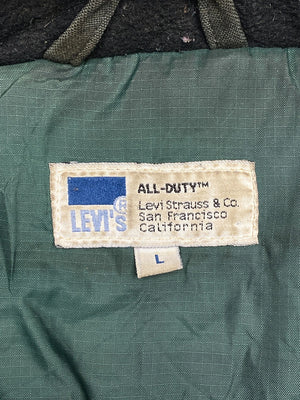 LEVI'S®
ALL-DUTY™
Levi Strauss & Co.
San Francisco
California
L